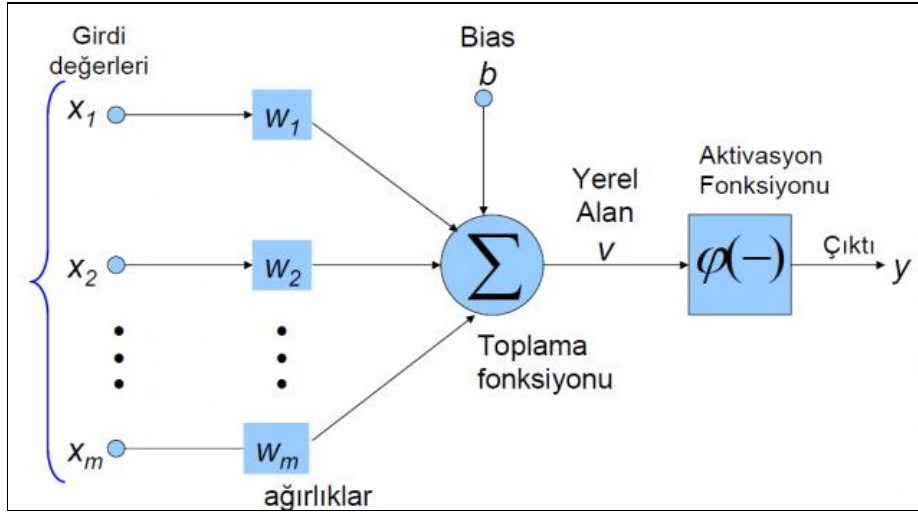 Girdi
değerleri
Bias
b
x1
w1
Aktivasyon
Fonksiyonu
Yerel
Alan
v
x2
w2
∑
φ(−)
Çıktı
y
Toplama
fonksiyonu
xm
wm
ağırlıklar